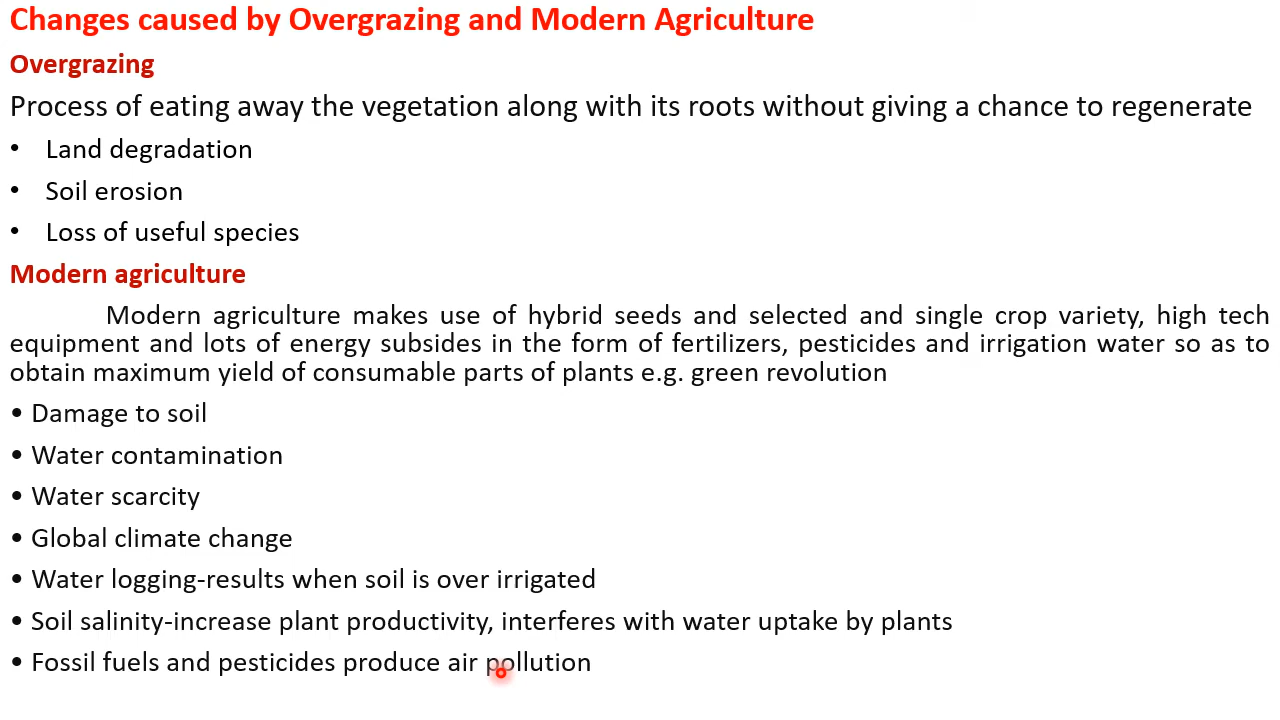 Changes caused by Overgrazing and Modern Agriculture
Overgrazing
Process of eating away the vegetation along with its roots without giving a chance to regenerate
• Land degradation
• Soil erosion
• Loss of useful species
Modern agriculture
Modern agriculture makes use of hybrid seeds and selected and single crop variety, high tech
equipment and lots of energy subsides in the form of fertilizers, pesticides and irrigation water so as to
obtain maximum yield of consumable parts of plants e.g. green revolution
• Damage to soil
• Water contamination
• Water scarcity
• Global climate change
• Water logging-results when soil is over irrigated
• Soil salinity-increase plant productivity, interferes with water uptake by plants
• Fossil fuels and pesticides produce air pollution